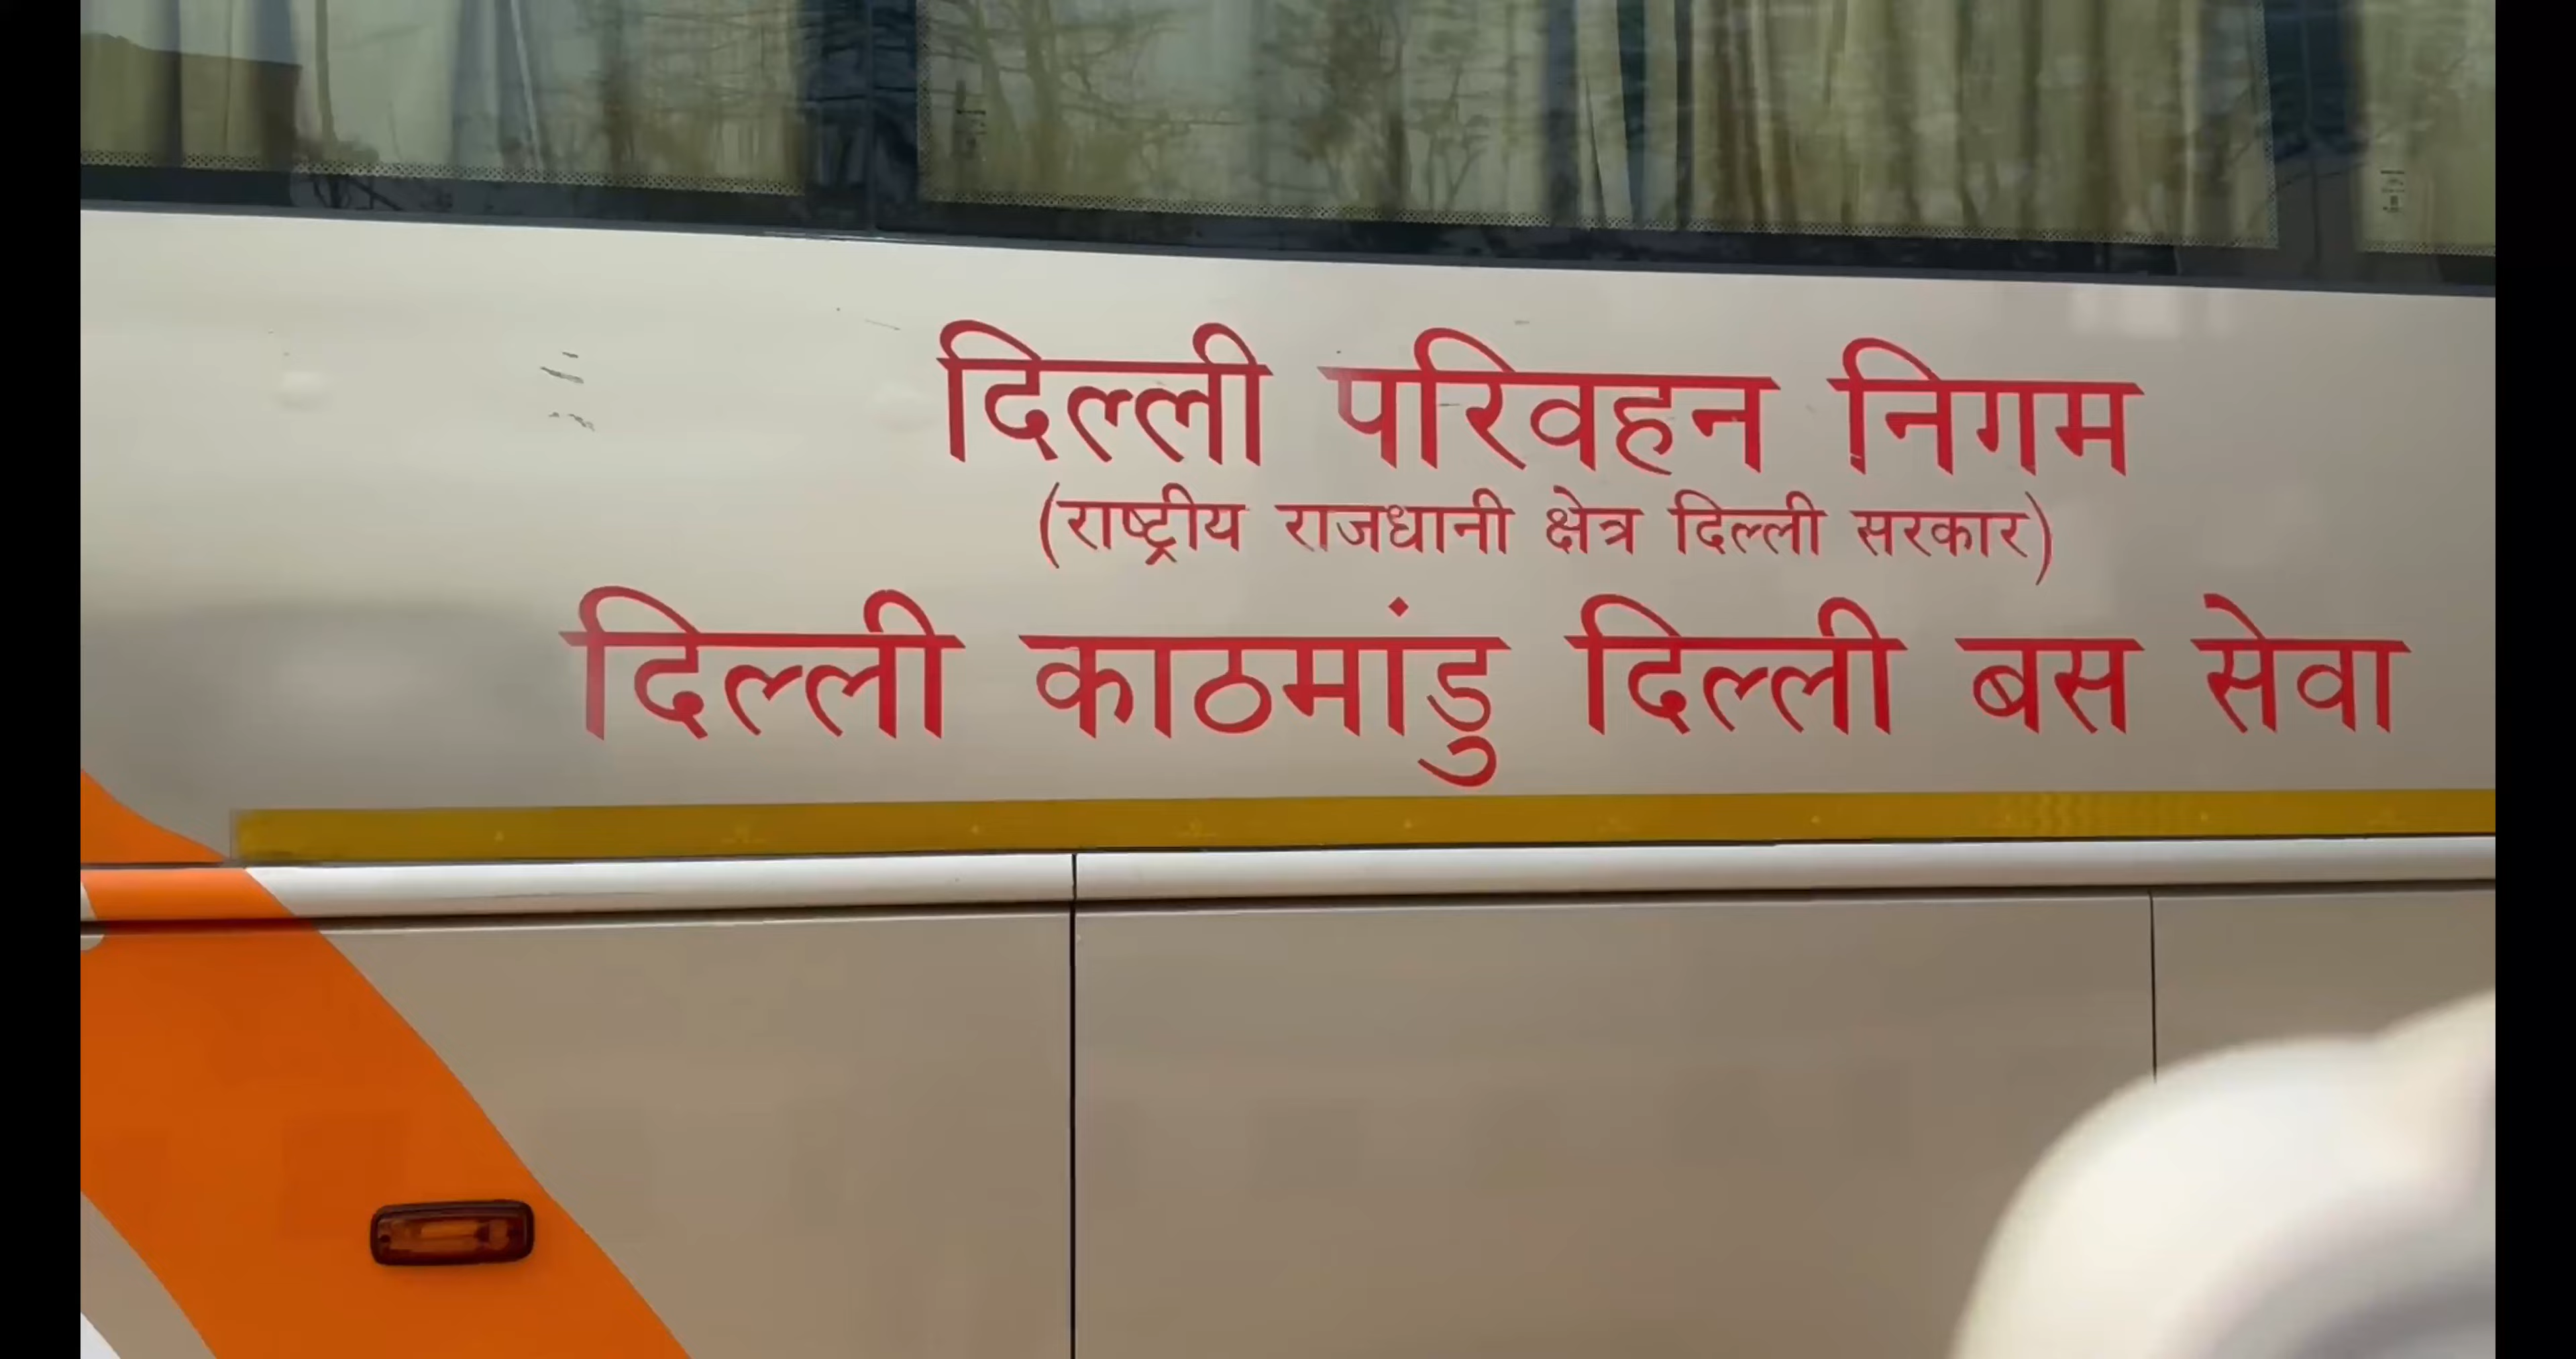 दिल्ली परिवहन निगम
(राष्ट्रीय राजधानी क्षेत्र दिल्ली सरकार)
दिल्ली काठमांडु दिल्ली बस सेवा